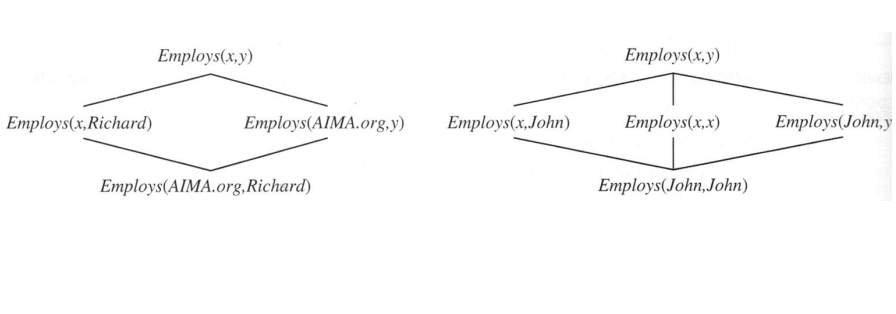 Employs(x,y)
Employs(x,Richard) Employs(AIMA.org,y)
Employs(AIMA.org,Richard)
Employs(x,y)
Employs(x,John) Employs(x,x) Employs(John,y
Employs(John,John)